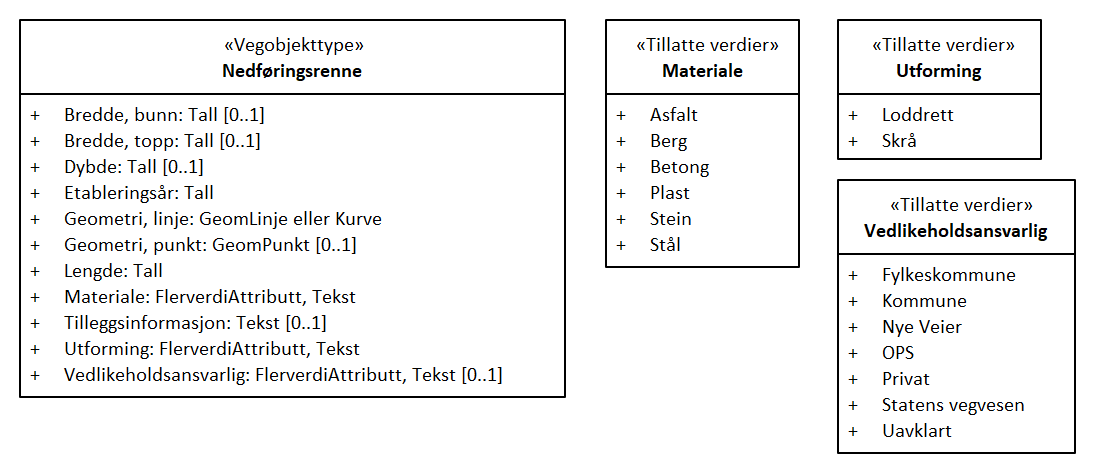 «Vegobjekttype»
Nedføringsrenne
+ Bredde, bunn: Tall [0..1]
+ Bredde, topp: Tall [0..1]
+ Dybde: Tall [0..1]
+ Etableringsår: Tall
+ Geometri, linje: GeomLinje eller Kurve
+ Geometri, punkt: GeomPunkt [0..1]
+ Lengde: Tall
+ Materiale: FlerverdiAttributt, Tekst
+ Tilleggsinformasjon: Tekst [0..1]
+ Utforming: FlerverdiAttributt, Tekst
+ Vedlikeholdsansvarlig: FlerverdiAttributt, Tekst [0..1]
«Tillatte verdier»
Materiale
+ Asfalt
+ Berg
+ Betong
+ Plast
+ Stein
+ Stål
«Tillatte verdier»
Utforming
+ Loddrett
+ Skrå
«Tillatte verdier»
Vedlikeholdsansvarlig
+ Fylkeskommune
+ Kommune
+ Nye Veier
+ OPS
+ Privat
+ Statens vegvesen
+ Uavklart